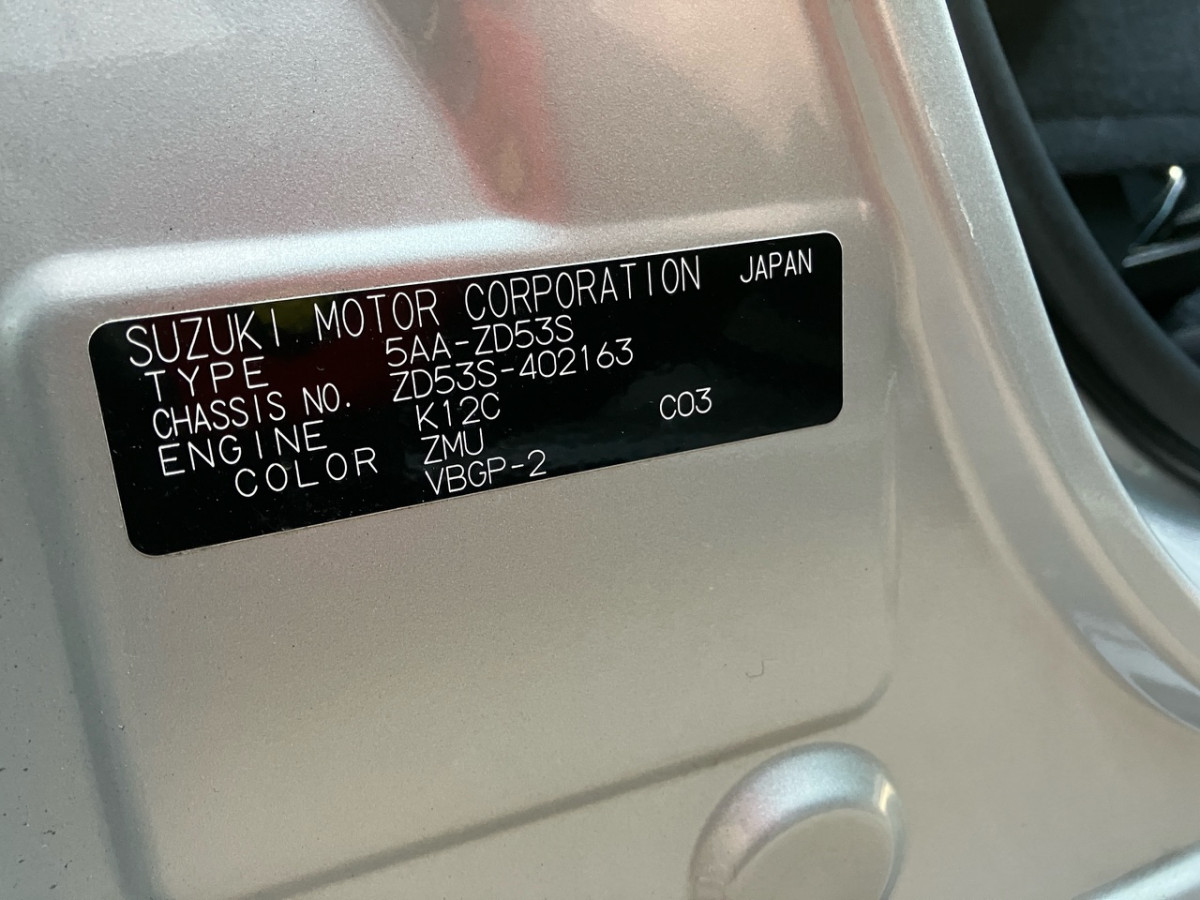 SUZUKI MOTOR CORPORATION JAPAN
TYPE 5AA-ZD53S
CHASSIS NO. ZD53S-402163
ENGINE K12C C03
COLOR ZMU
VBGP-2